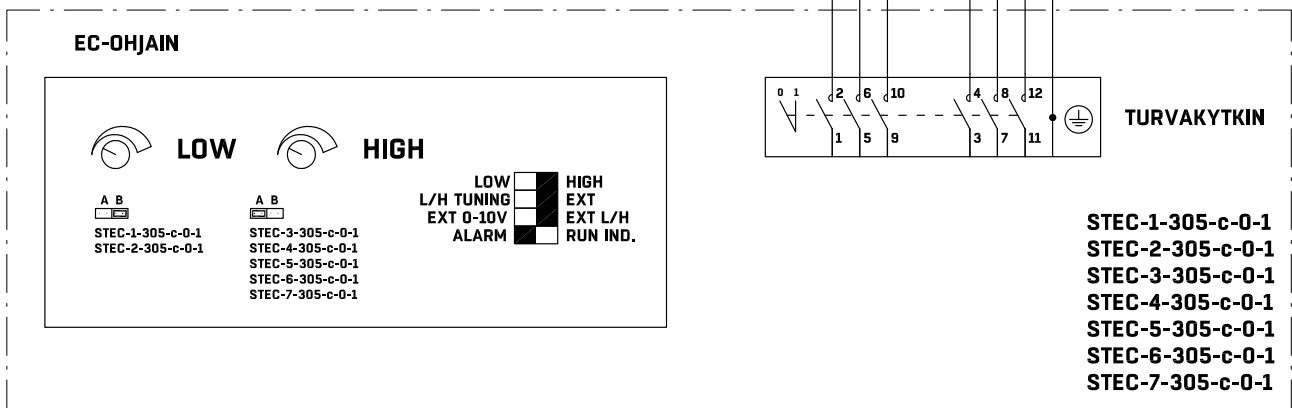 EC-OHJAIN
LOW
HIGH
A B
STEC-1-305-c-0-1
STEC-2-305-c-0-1
A B
STEC-3-305-c-0-1
STEC-4-305-c-0-1
STEC-5-305-c-0-1
STEC-6-305-c-0-1
STEC-7-305-c-0-1
LOW HIGH
L/H TUNING EXT
EXT 0-10V EXT L/H
ALARM RUN IND.
0 1 2 6 10 4 8 12
1 5 9 3 7 11
TURVAKYTKIN
STEC-1-305-c-0-1
STEC-2-305-c-0-1
STEC-3-305-c-0-1
STEC-4-305-c-0-1
STEC-5-305-c-0-1
STEC-6-305-c-0-1
STEC-7-305-c-0-1